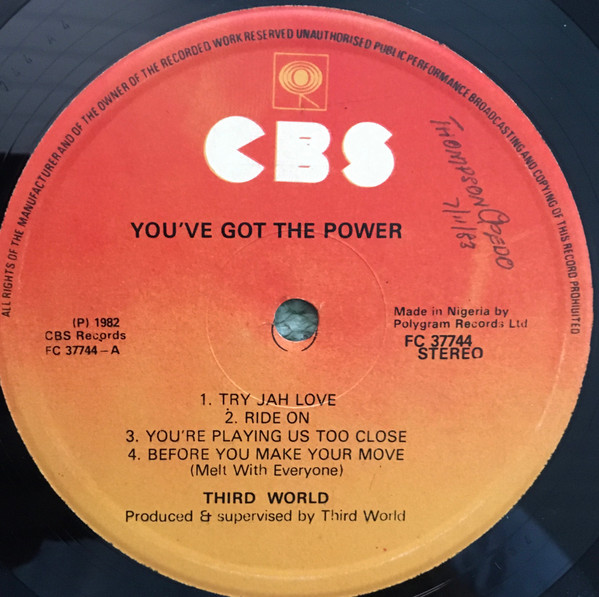 ALL RIGHTS OF THE MANUFACTURER AND OF THE OWNER OF THE RECORDED WORK RESERVED UNAUTHORISED PUBLIC PERFORMANCE BROADCASTING AND COPYING OF THIS RECORD PROHIBITED
CBS
THOMPSON
7/11/83
YOU'VE GOT THE POWER
(P) 1982
CBS Records
FC 37744-A
Made in Nigeria by
Polygram Records Ltd
FC 37744
STEREO
1. TRY JAH LOVE
2. RIDE ON
3. YOU'RE PLAYING US TOO CLOSE
4. BEFORE YOU MAKE YOUR MOVE
(Melt With Everyone)
THIRD WORLD
Produced & supervised by Third World